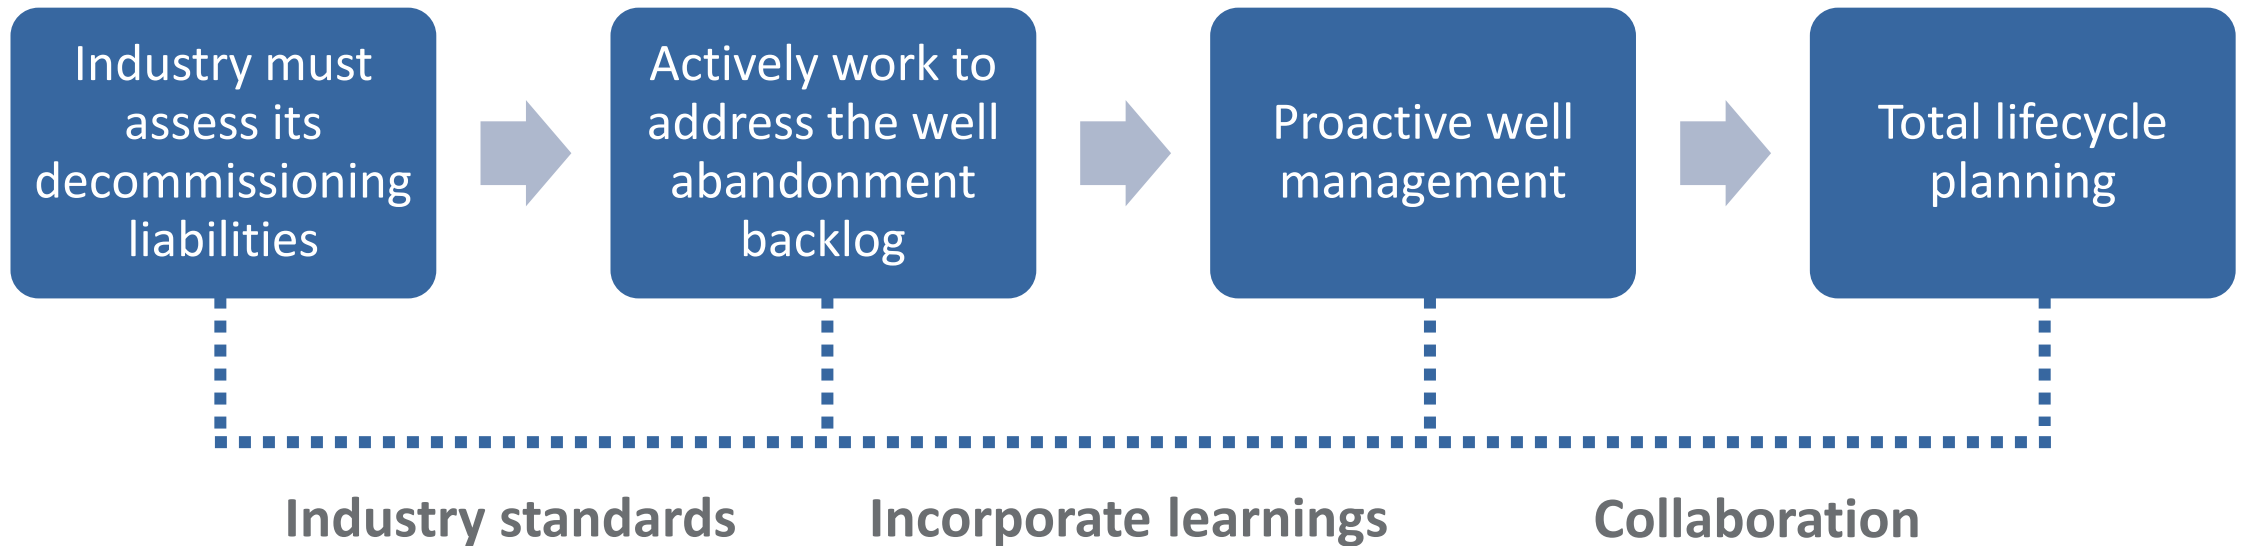 Industry must
assess its
decommissioning
liabilities
Actively work to
address the well
abandonment
backlog
Proactive well
management
Total lifecycle
planning
Industry standards
Incorporate learnings
Collaboration